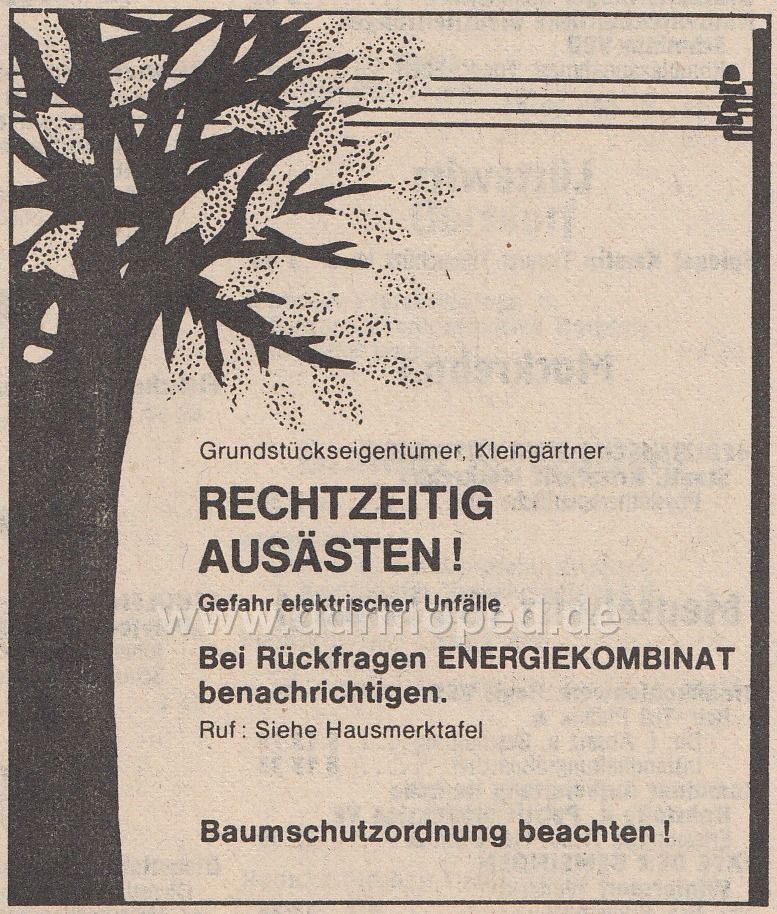 Grundstückseigentümer, Kleingärtner
RECHTZEITIG
AUSÄSTEN!
Gefahr elektrischer Unfälle
www.ddrmoped.de
Bei Rückfragen ENERGIEKOMBINAT
benachrichtigen.
Ruf: Siehe Hausmerktafel
Baumschutzordnung beachten!